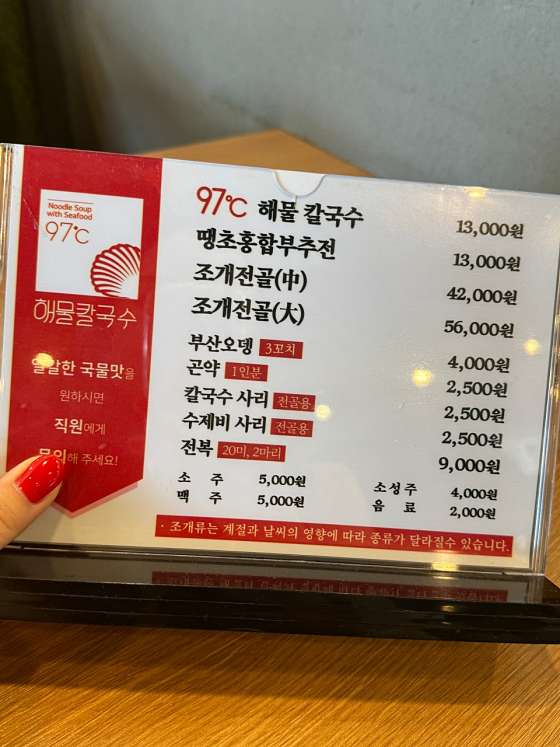 Noodle Soup
with Seafood
97℃
해물칼국수
얼얼한 국물맛을
원하시면
직원에게
문의해 주세요!
97℃ 해물 칼국수 13,000원
땡초홍합부추전 13,000원
조개전골(中) 42,000원
조개전골(大) 56,000원
부산오뎅 3꼬치 4,000원
곤약 1인분 2,500원
칼국수 사리 전골용 2,500원
수제비 사리 전골용 2,500원
전복 20미, 2마리 9,000원
소 주 5,000원 소성주 4,000원
맥 주 5,000원 음 료 2,000원
· 조개류는 계절과 날씨의 영향에 따라 종류가 달라질수 있습니다.